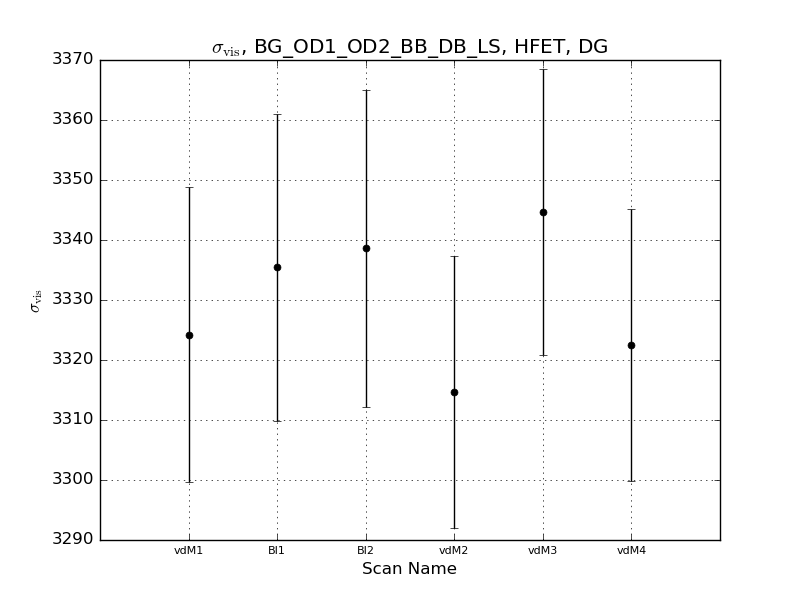 σvis, BG_OD1_OD2_BB_DB_LS, HFET, DG
3370
3360
3350
3340
3330
3320
3310
3300
3290
σvis
vdM1 BI1 BI2 vdM2 vdM3 vdM4
Scan Name